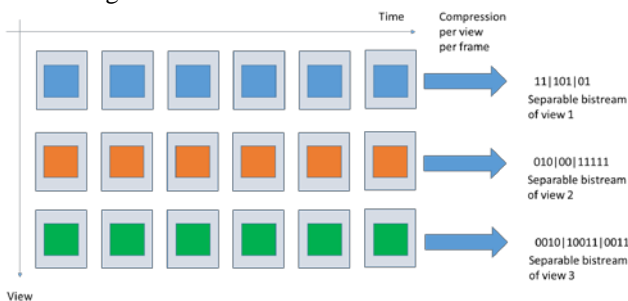 Time
Compression
per view
per frame
11|101|01
Separable bistream
of view 1
010|00|11111
Separable bistream
of view 2
0010|10011|0011
Separable bistream
of view 3
View